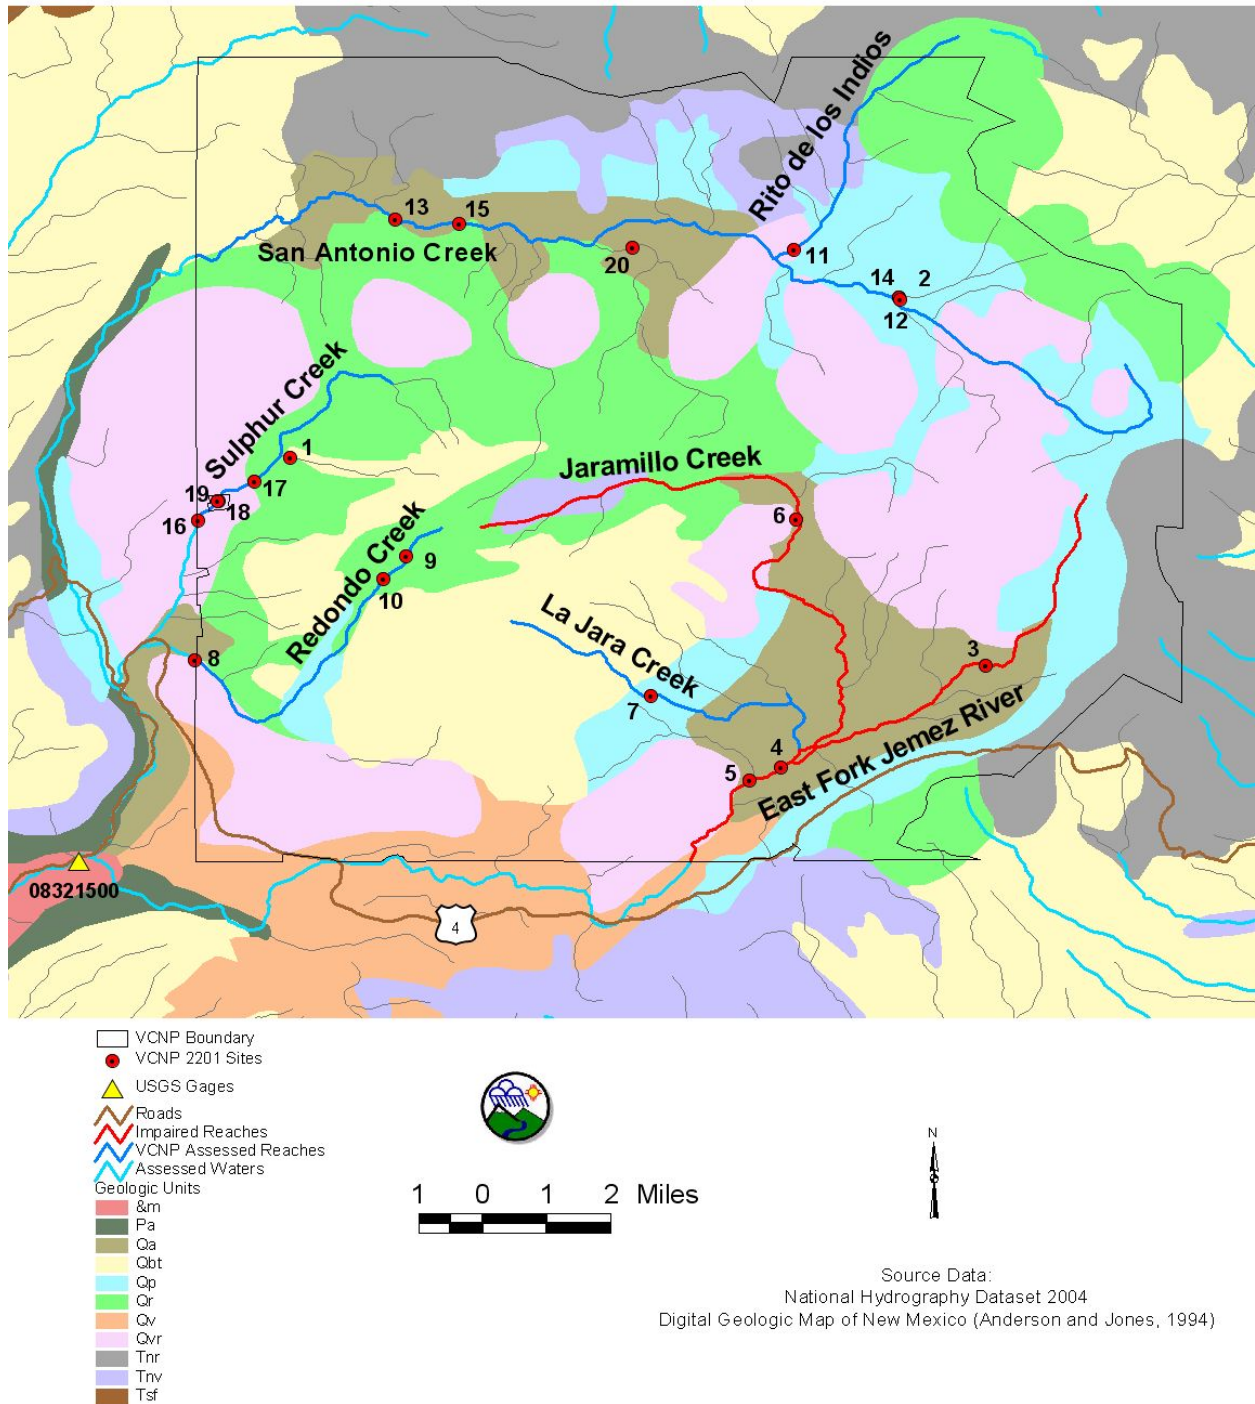 Rito de los Indios
13
15
San Antonio Creek
20
11
14
2
12
Sulphur Creek
1
17
19
18
16
Jaramillo Creek
6
Redondo Creek
9
10
La Jara Creek
8
7
3
4
5
East Fork Jemez River
08321500
4
VCNP Boundary
VCNP 2201 Sites
USGS Gages
Roads
Impaired Reaches
VCNP Assessed Reaches
Assessed Waters
Geologic Units
&m
Pa
Qa
Qbt
Qp
Qr
Qv
Qvr
Tnr
Tnv
Tsf
1 0 1 2 Miles
N
Source Data:
National Hydrography Dataset 2004
Digital Geologic Map of New Mexico (Anderson and Jones, 1994)